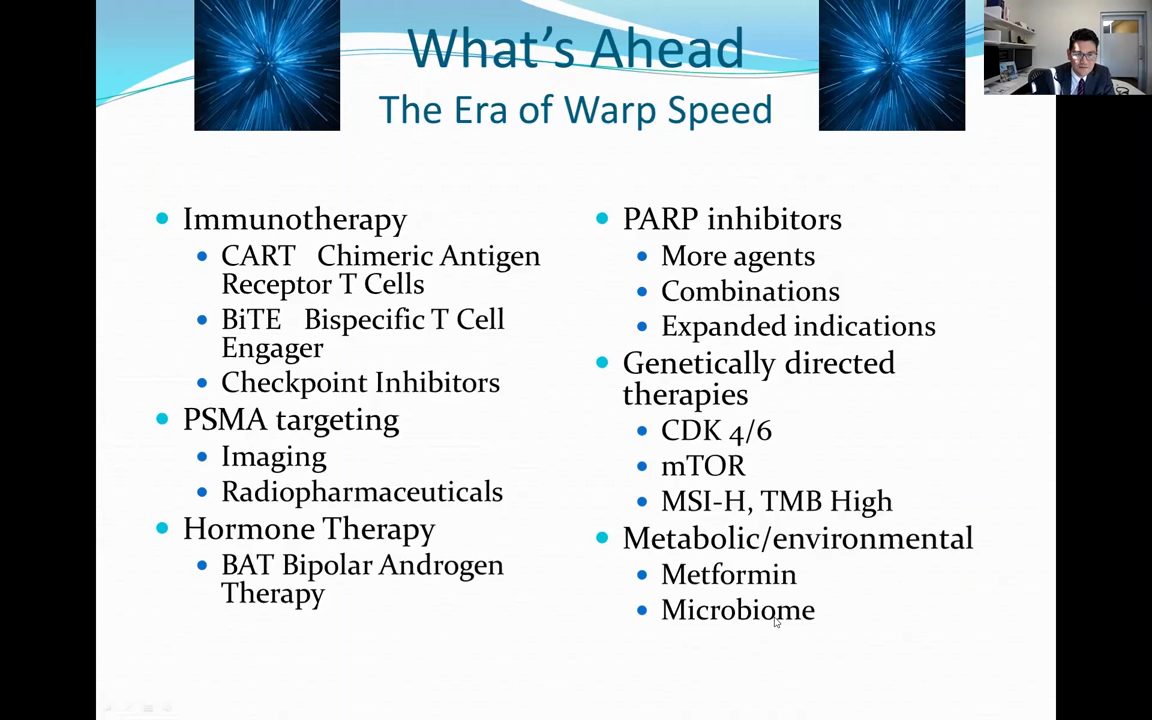 What's Ahead
The Era of Warp Speed
Immunotherapy
CART Chimeric Antigen
Receptor T Cells
BiTE Bispecific T Cell
Engager
Checkpoint Inhibitors
PSMA targeting
Imaging
Radiopharmaceuticals
Hormone Therapy
BAT Bipolar Androgen
Therapy
PARP inhibitors
More agents
Combinations
Expanded indications
Genetically directed
therapies
CDK 4/6
mTOR
MSI-H, TMB High
Metabolic/environmental
Metformin
Microbiome